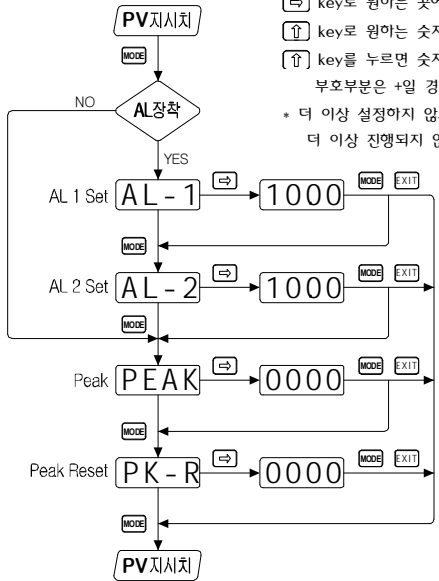 PV지시치
⇨ key로 원하는 곳에
MODE
⇧ key로 원하는 숫자
⇧ key를 누르면 숫자
부호부분은 +일 경
NO
AL장착
* 더 이상 설정하지 않
더 이상 진행되지
YES
AL 1 Set AL-1 ⇨ 1000 MODE EXIT
MODE
AL 2 Set AL-2 ⇨ 1000 MODE EXIT
MODE
Peak PEAK ⇨ 0000 MODE EXIT
MODE
Peak Reset PK-R ⇨ 0000 MODE EXIT
MODE
PV지시치